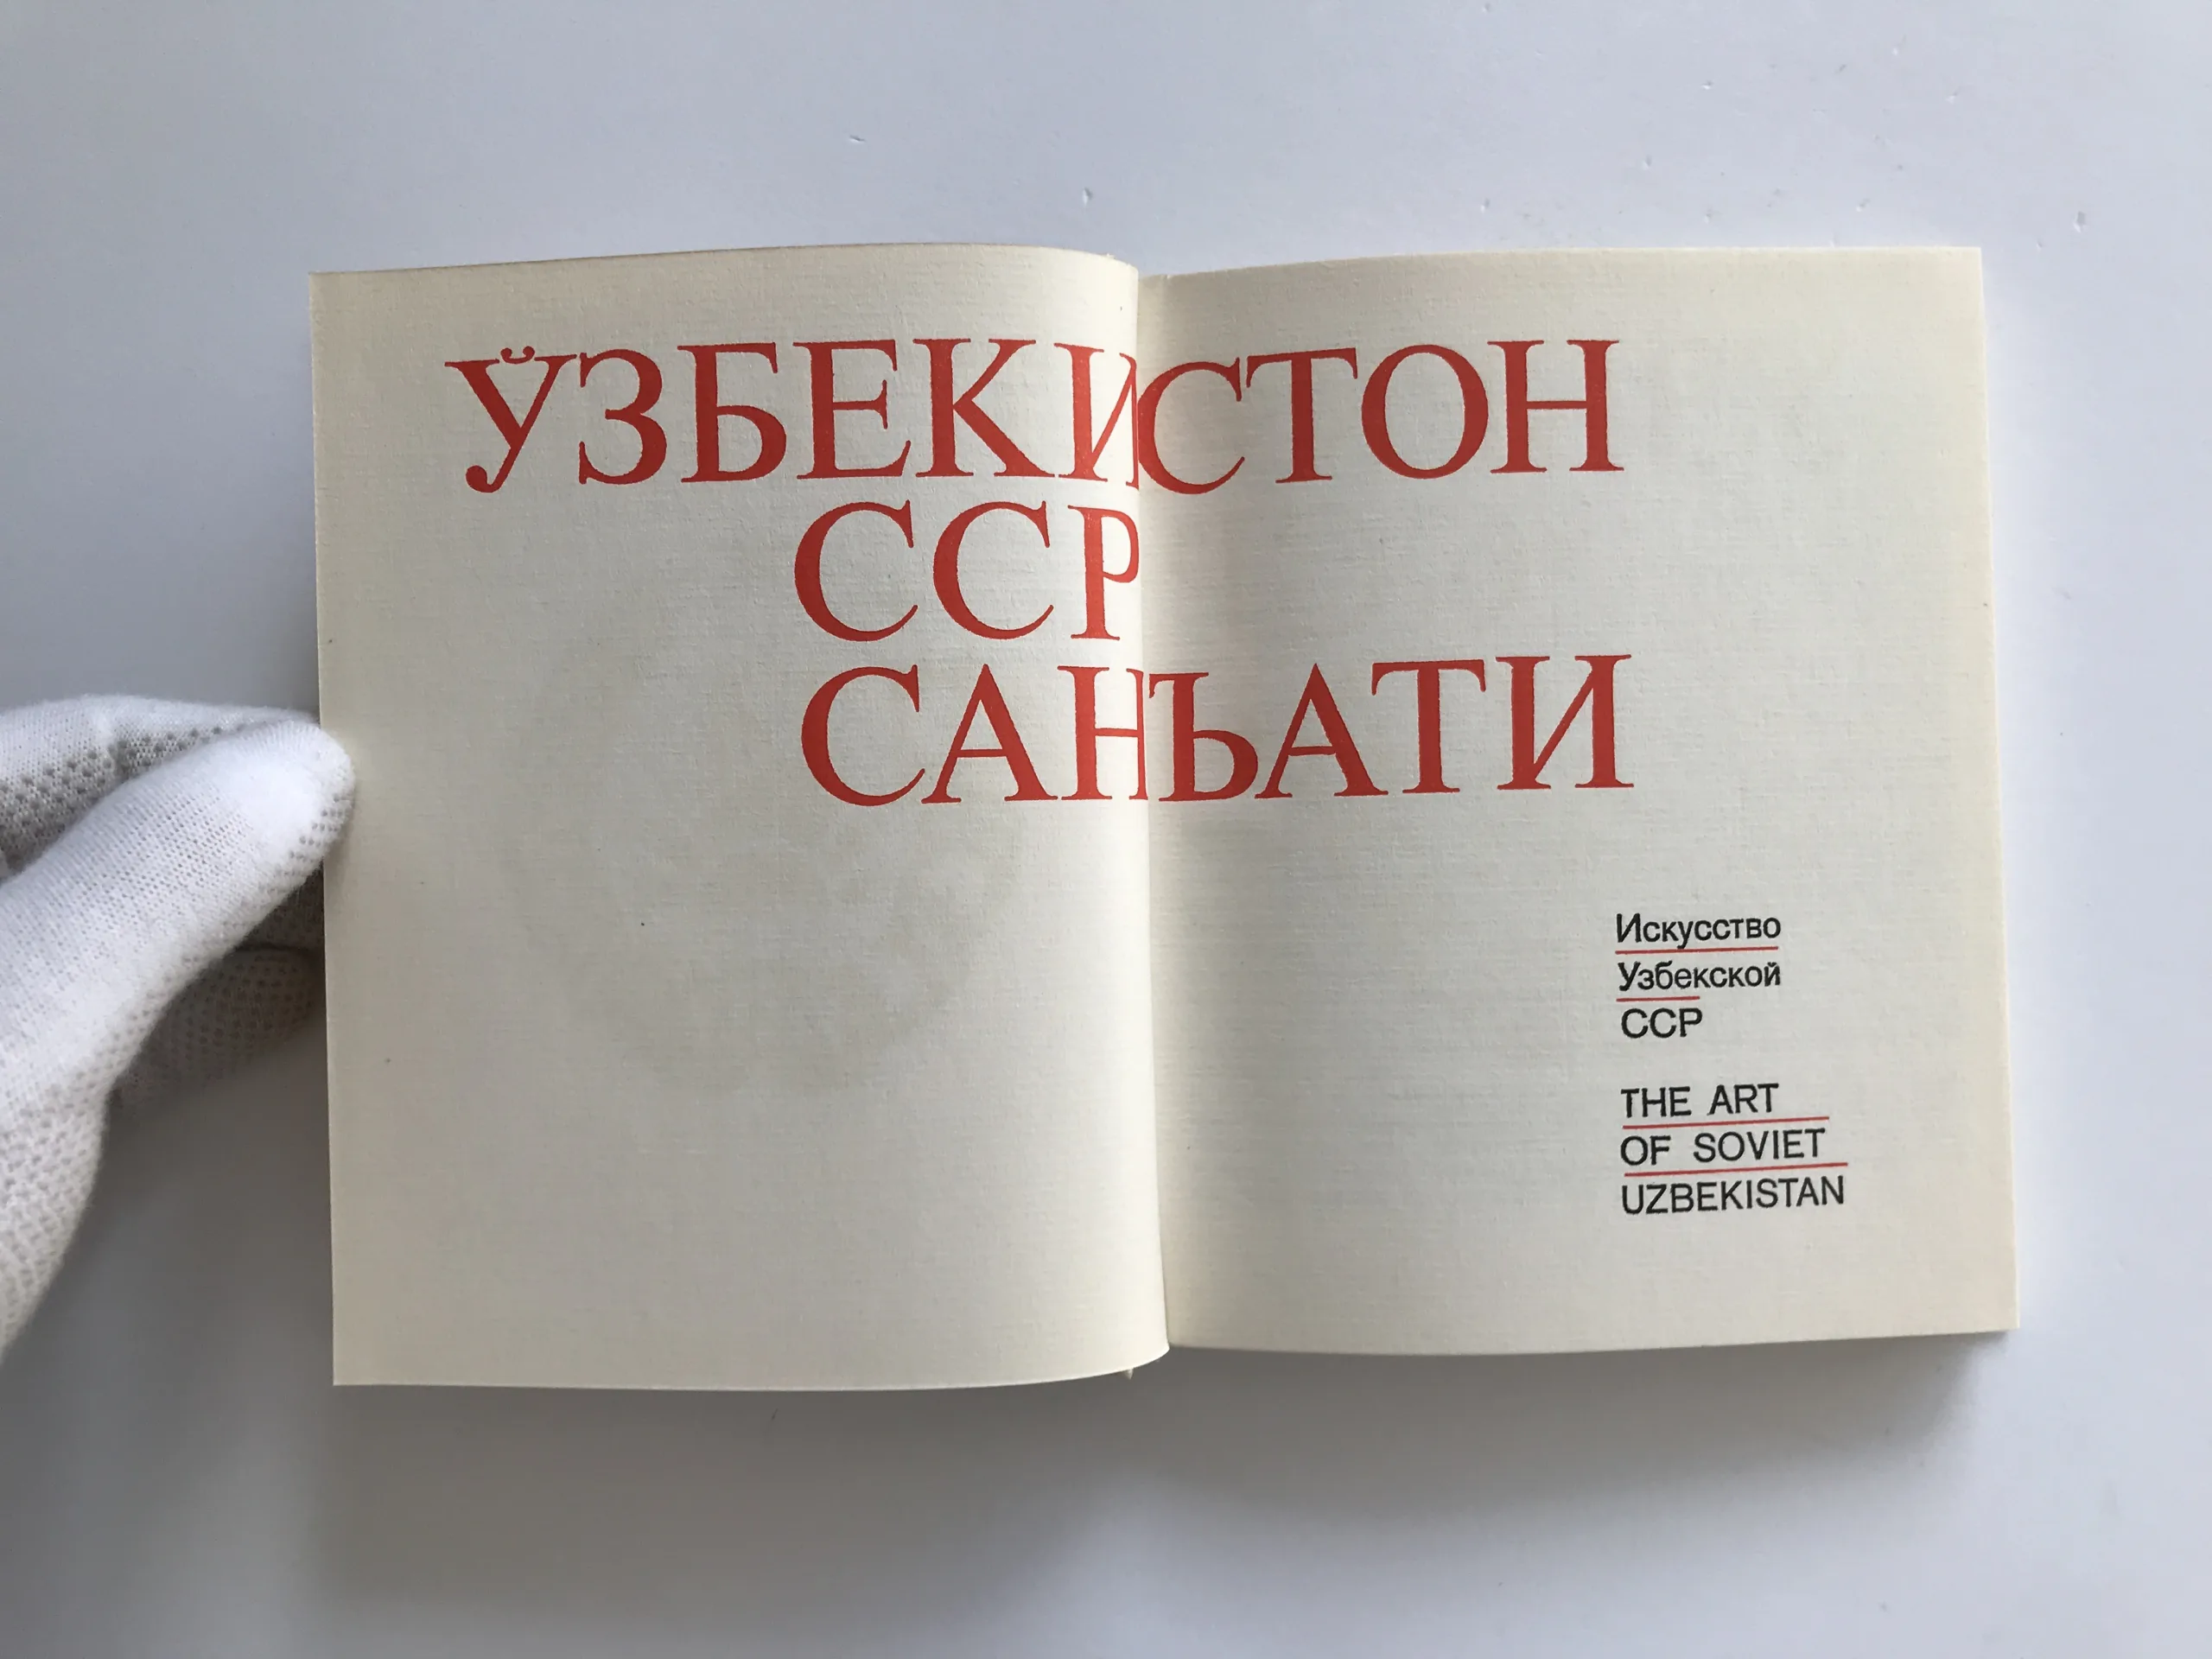 ЎЗБЕКИСТОН
ССР
САНЪАТИ
Искусство
Узбекской
ССР
THE ART
OF SOVIET
UZBEKISTAN